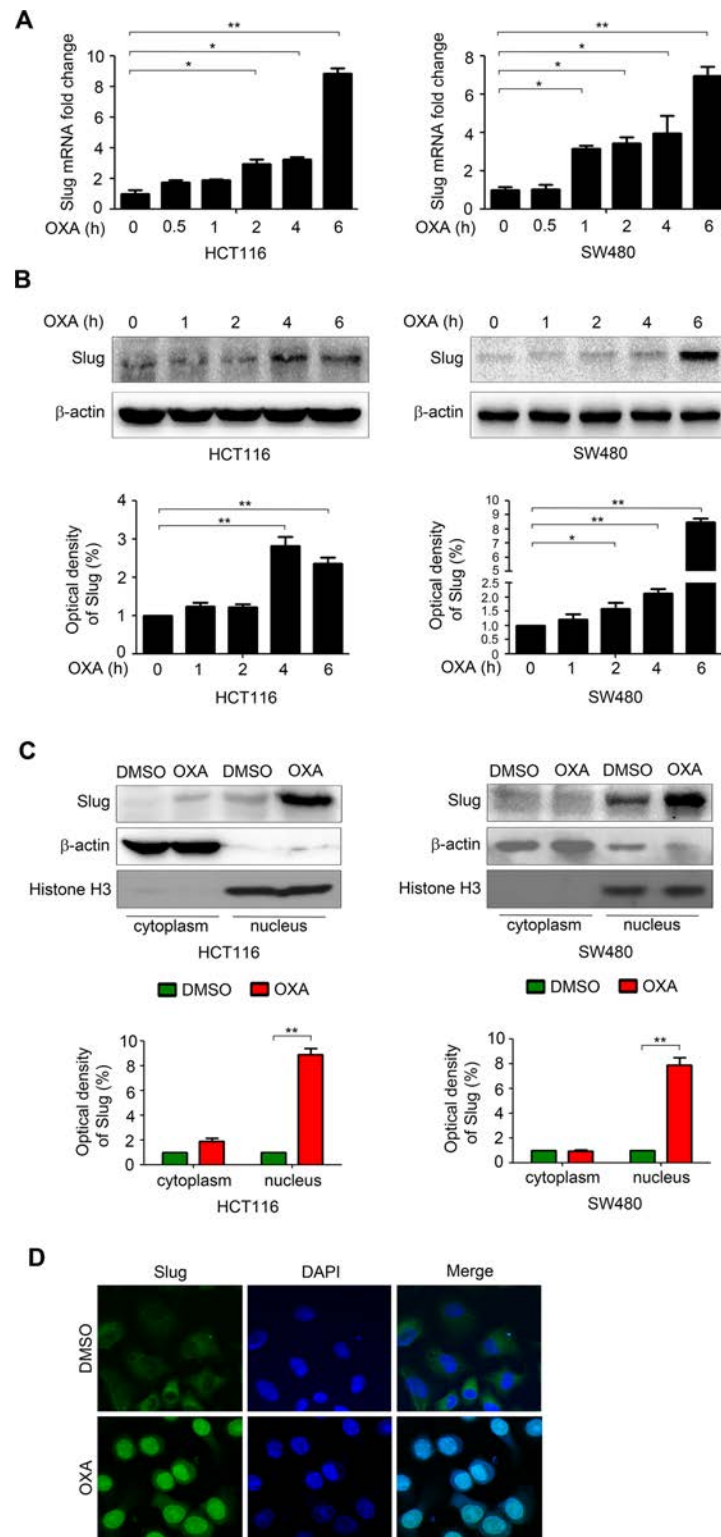 A
Slug mRNA fold change
10
8
6
4
2
0
**
*
*
OXA (h) 0 0.5 1 2 4 6
HCT116
Slug mRNA fold change
8
6
4
2
0
**
*
*
*
OXA (h) 0 0.5 1 2 4 6
SW480
B
OXA (h) 0 1 2 4 6
Slug
β-actin
HCT116
OXA (h) 0 1 2 4 6
Slug
β-actin
SW480
Optical density
of Slug (%)
4
3
2
1
0
**
**
OXA (h) 0 1 2 4 6
HCT116
Optical density
of Slug (%)
10
9
8
7
6
5
2.5
2.0
1.5
1.0
0.5
0.0
**
**
*
OXA (h) 0 1 2 4 6
SW480
C
DMSO OXA DMSO OXA
Slug
β-actin
Histone H3
cytoplasm nucleus
HCT116
DMSO OXA DMSO OXA
Slug
β-actin
Histone H3
cytoplasm nucleus
SW480
DMSO OXA
Optical density
of Slug (%)
10
8
6
4
2
0
**
cytoplasm nucleus
HCT116
DMSO OXA
Optical density
of Slug (%)
10
8
6
4
2
0
**
cytoplasm nucleus
SW480
D
Slug DAPI Merge
DMSO
OXA